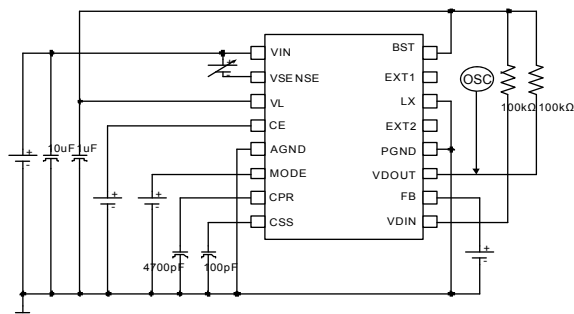 VIN
VSENSE
VL
CE
AGND
MODE
CPR
CSS
BST
EXT1
LX
EXT2
PGND
VDOUT
FB
VDIN
OSC
100kΩ 100kΩ
10uF 1uF
4700pF
100pF
+
-
+
-
+
-
+
-
+
-
+
+
+
+